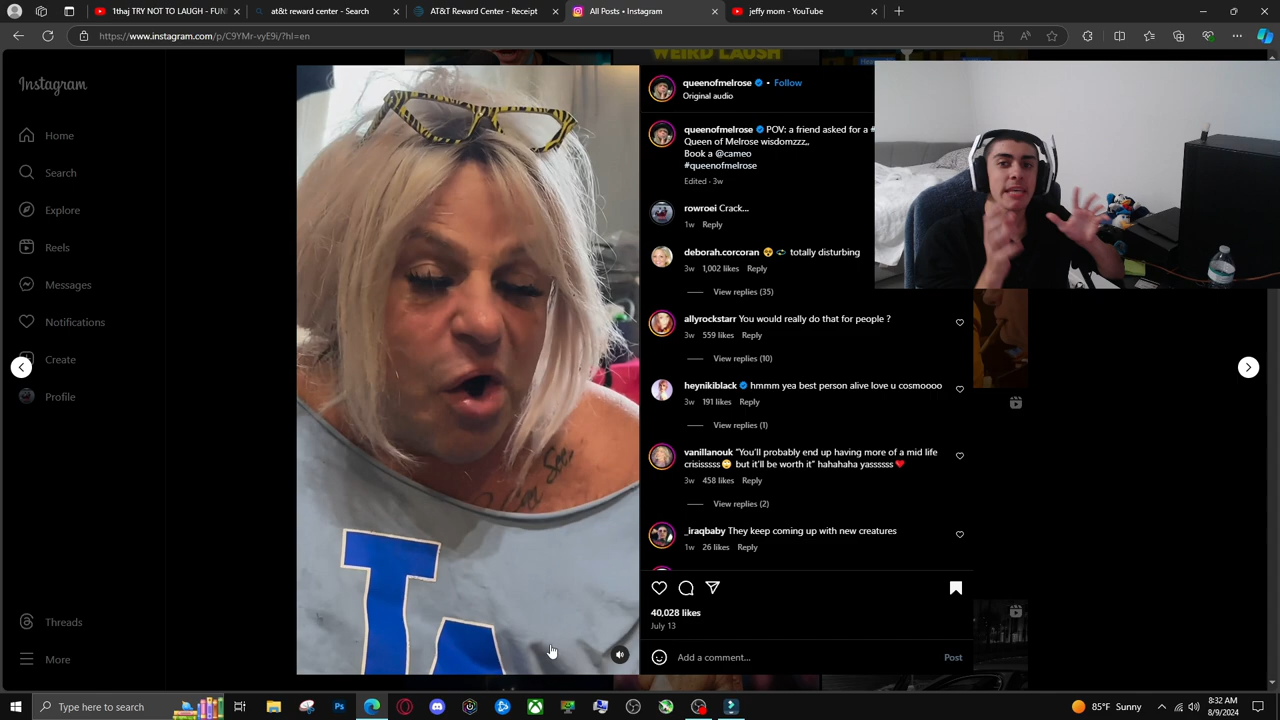 1thaj TRY NOT TO LAUGH - FUN
at&t reward center - Search
AT&T Reward Center - Receipt
All Posts • Instagram
jeffy mom - YouTube
https://www.instagram.com/p/C9YMr-vyE9i/?hl=en
WEIRD LAUGH
Instagram
Home
Search
Explore
Reels
Messages
Notifications
Create
Profile
Threads
More
queenofmelrose • Follow
Original audio
queenofmelrose POV: a friend asked for a #
Queen of Melrose wisdomzzz,,
Book a @cameo
#queenofmelrose
Edited · 3w
rowroei Crack...
1w Reply
deborah.corcoran 😍 totally disturbing
3w 1,002 likes Reply
View replies (35)
allyrockstarr You would really do that for people ?
3w 559 likes Reply
View replies (10)
heynikiblack hmmm yea best person alive love u cosmoooo
3w 191 likes Reply
View replies (1)
vanillanouk “You’ll probably end up having more of a mid life
crisisssss🙄 but it’ll be worth it” hahahaha yassssss❤️
3w 458 likes Reply
View replies (2)
_iraqbaby They keep coming up with new creatures
1w 26 likes Reply
40,028 likes
July 13
Add a comment...
Post
LA
Type here to search
85°F Sunny
8:32 AM
8/9/2024